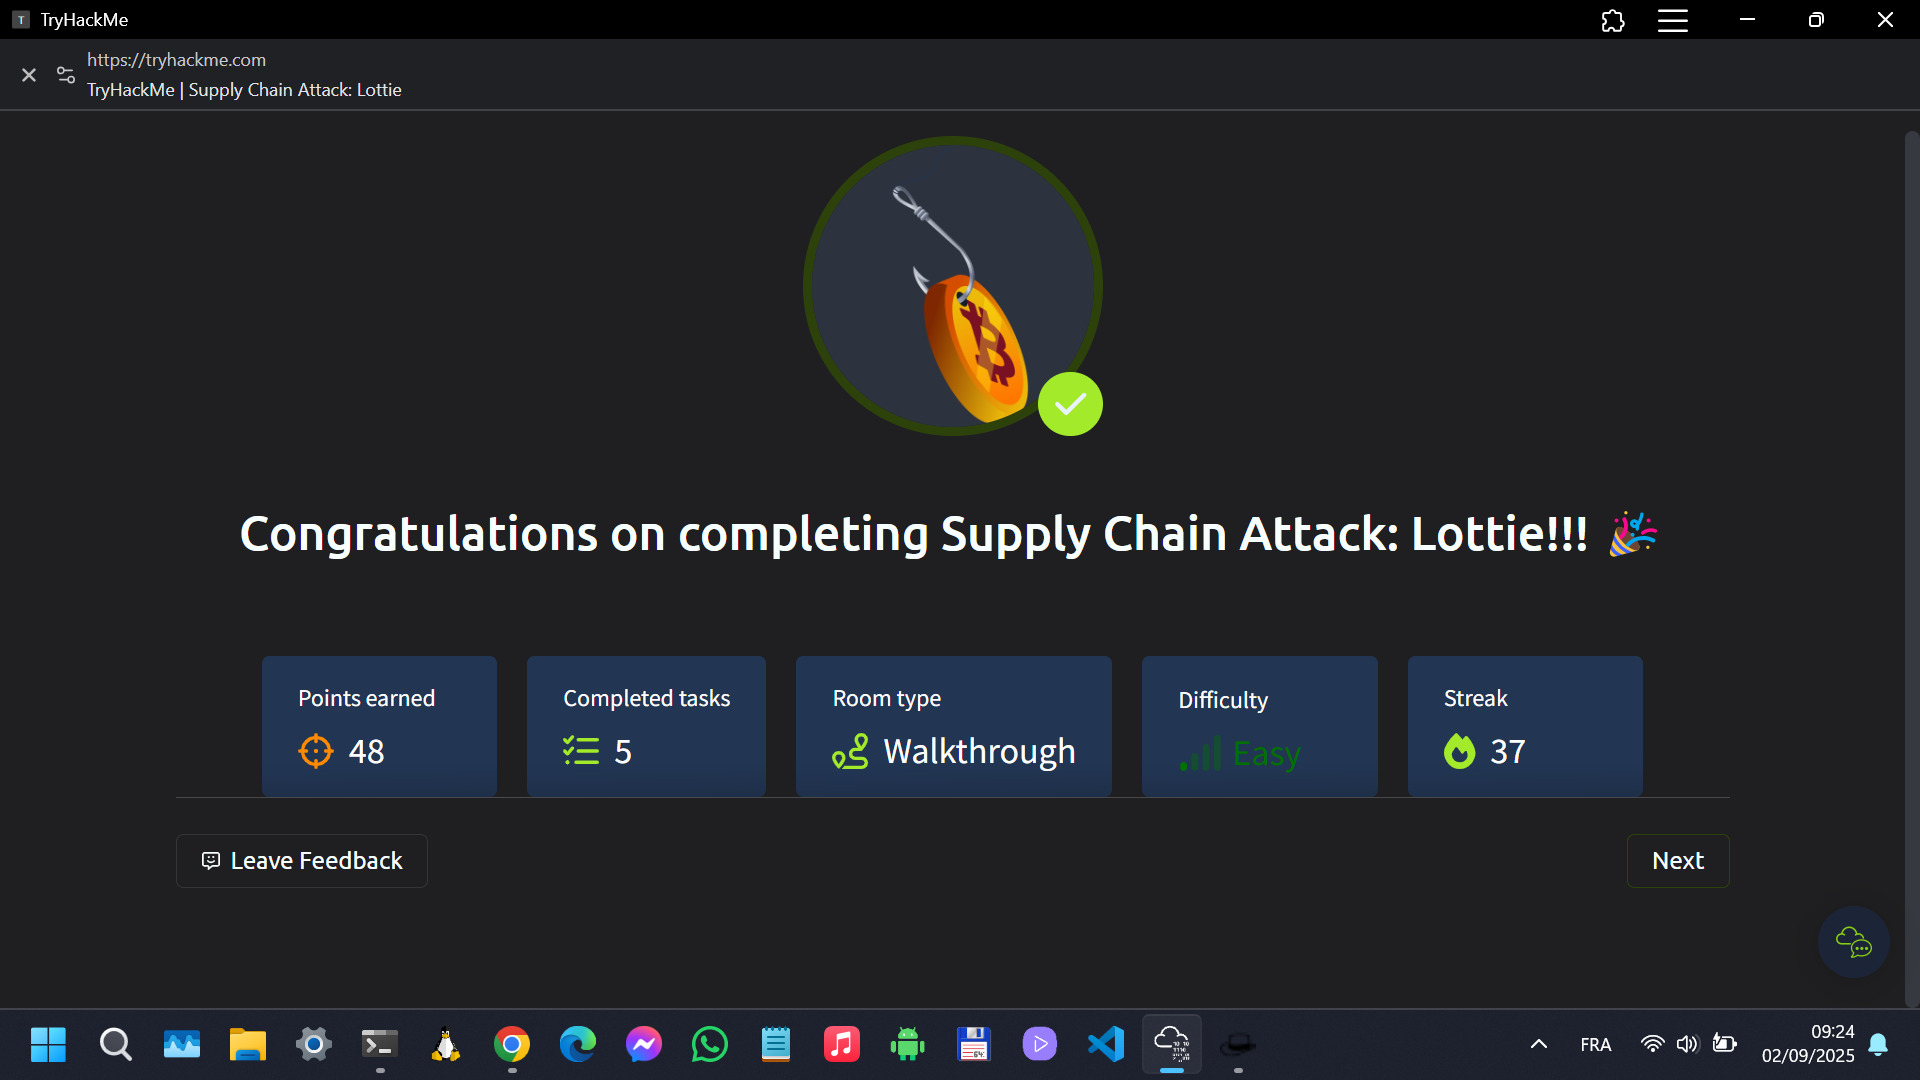 TryHackMe
https://tryhackme.com
TryHackMe | Supply Chain Attack: Lottie
Congratulations on completing Supply Chain Attack: Lottie!!! 🎉
Points earned
48
Completed tasks
5
Room type
Walkthrough
Difficulty
Easy
Streak
37
Leave Feedback
Next
FRA
09:24
02/09/2025